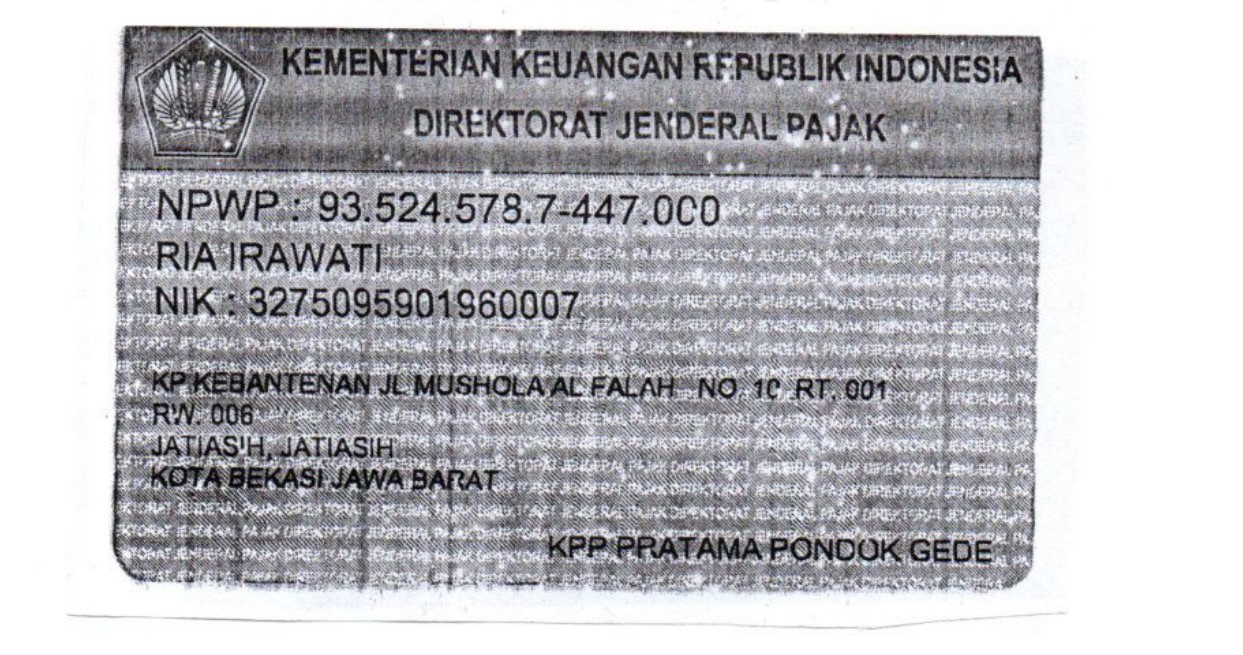 KEMENTERIAN KEUANGAN REPUBLIK INDONESIA
DIREKTORAT JENDERAL PAJAK
NPWP : 93.524.578.7-447.000
RIA IRAWATI
NIK : 3275095901960007
KP KEBANTENAN JL MUSHOLA AL FALAH NO 10 RT. 001
RW. 006
JATIASIH, JATIASIH
KOTA BEKASI JAWA BARAT
KPP PRATAMA PONDOK GEDE